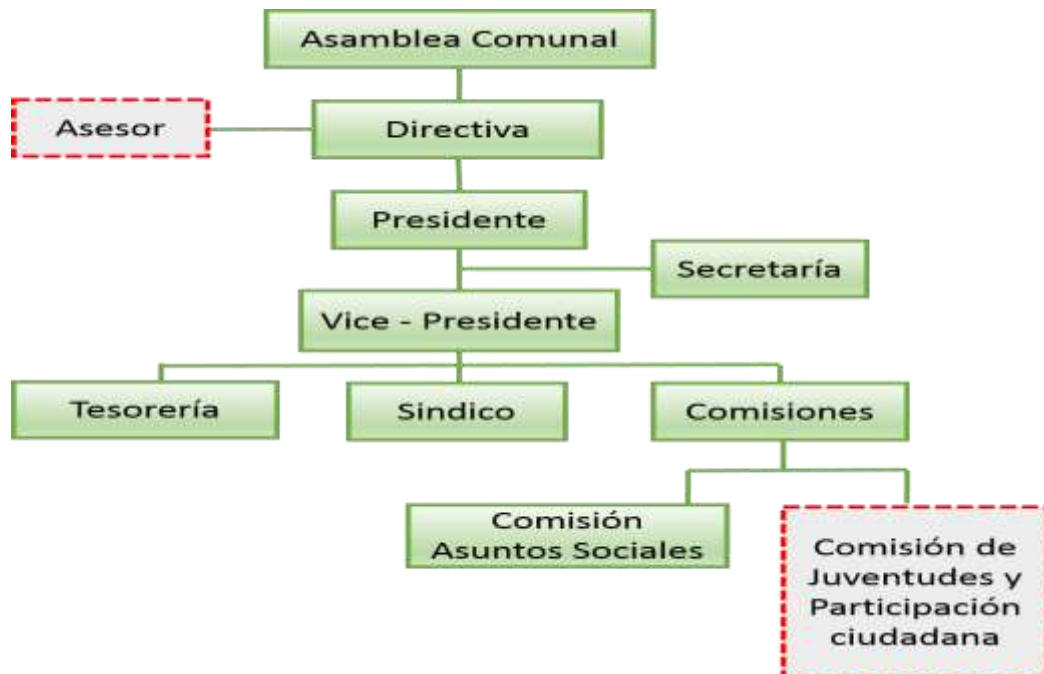 Asamblea Comunal
Asesor
Directiva
Presidente
Secretaría
Vice - Presidente
Tesorería
Sindico
Comisiones
Comisión
Asuntos Sociales
Comisión de
Juventudes y
Participación
ciudadana